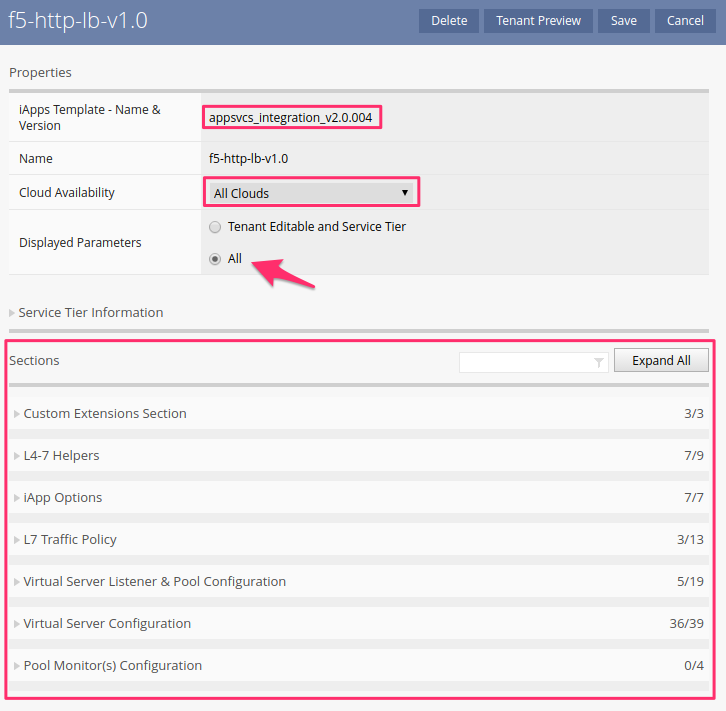 f5-http-lb-v1.0
Delete
Tenant Preview
Save
Cancel
Properties
iApps Template - Name &
Version
appsvcs_integration_v2.0.004
Name
f5-http-lb-v1.0
Cloud Availability
All Clouds
Displayed Parameters
Tenant Editable and Service Tier
All
Service Tier Information
Sections
Expand All
Custom Extensions Section 3/3
L4-7 Helpers 7/9
iApp Options 7/7
L7 Traffic Policy 3/13
Virtual Server Listener & Pool Configuration 5/19
Virtual Server Configuration 36/39
Pool Monitor(s) Configuration 0/4